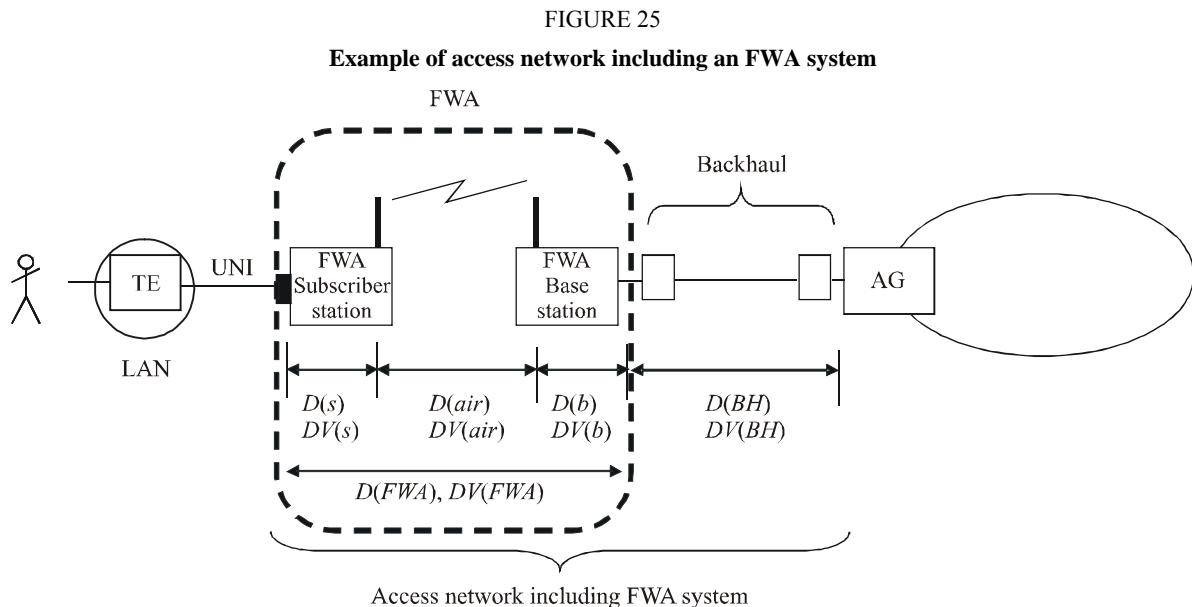 FIGURE 25
Example of access network including an FWA system
FWA
Backhaul
TE
UNI
LAN
FWA
Subscriber
station
FWA
Base
station
AG
D(s)
DV(s)
D(air)
DV(air)
D(b)
DV(b)
D(BH)
DV(BH)
D(FWA), DV(FWA)
Access network including FWA system